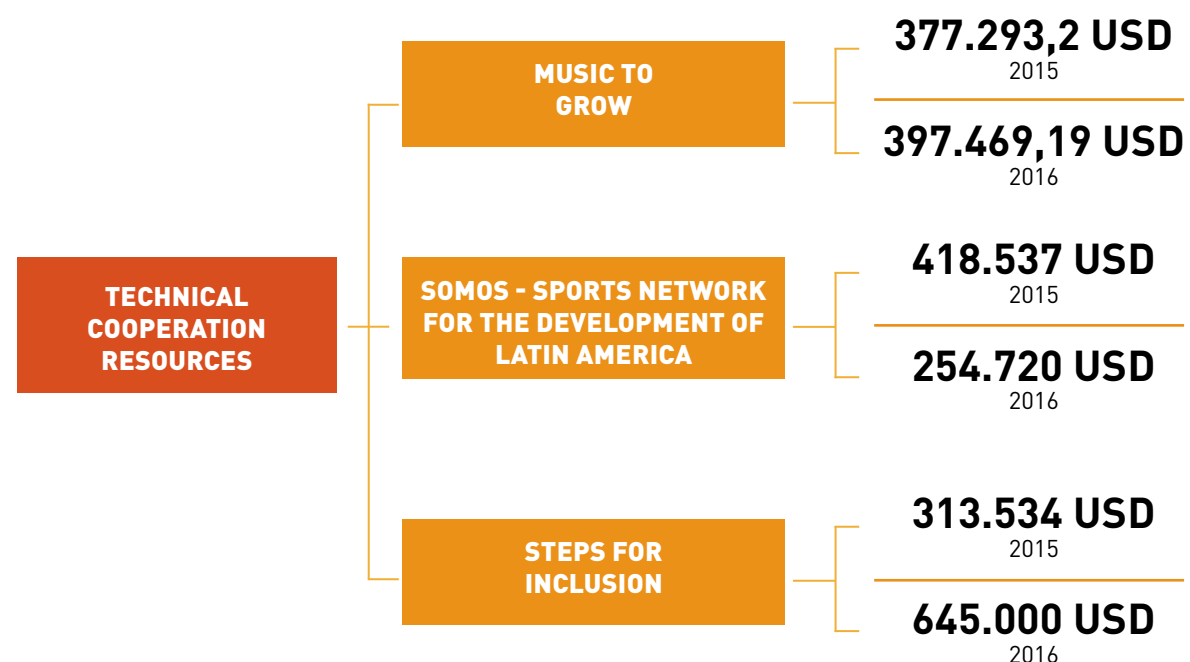 TECHNICAL
COOPERATION
RESOURCES
MUSIC TO
GROW
377.293,2 USD
2015
397.469,19 USD
2016
SOMOS - SPORTS NETWORK
FOR THE DEVELOPMENT OF
LATIN AMERICA
418.537 USD
2015
254.720 USD
2016
STEPS FOR
INCLUSION
313.534 USD
2015
645.000 USD
2016